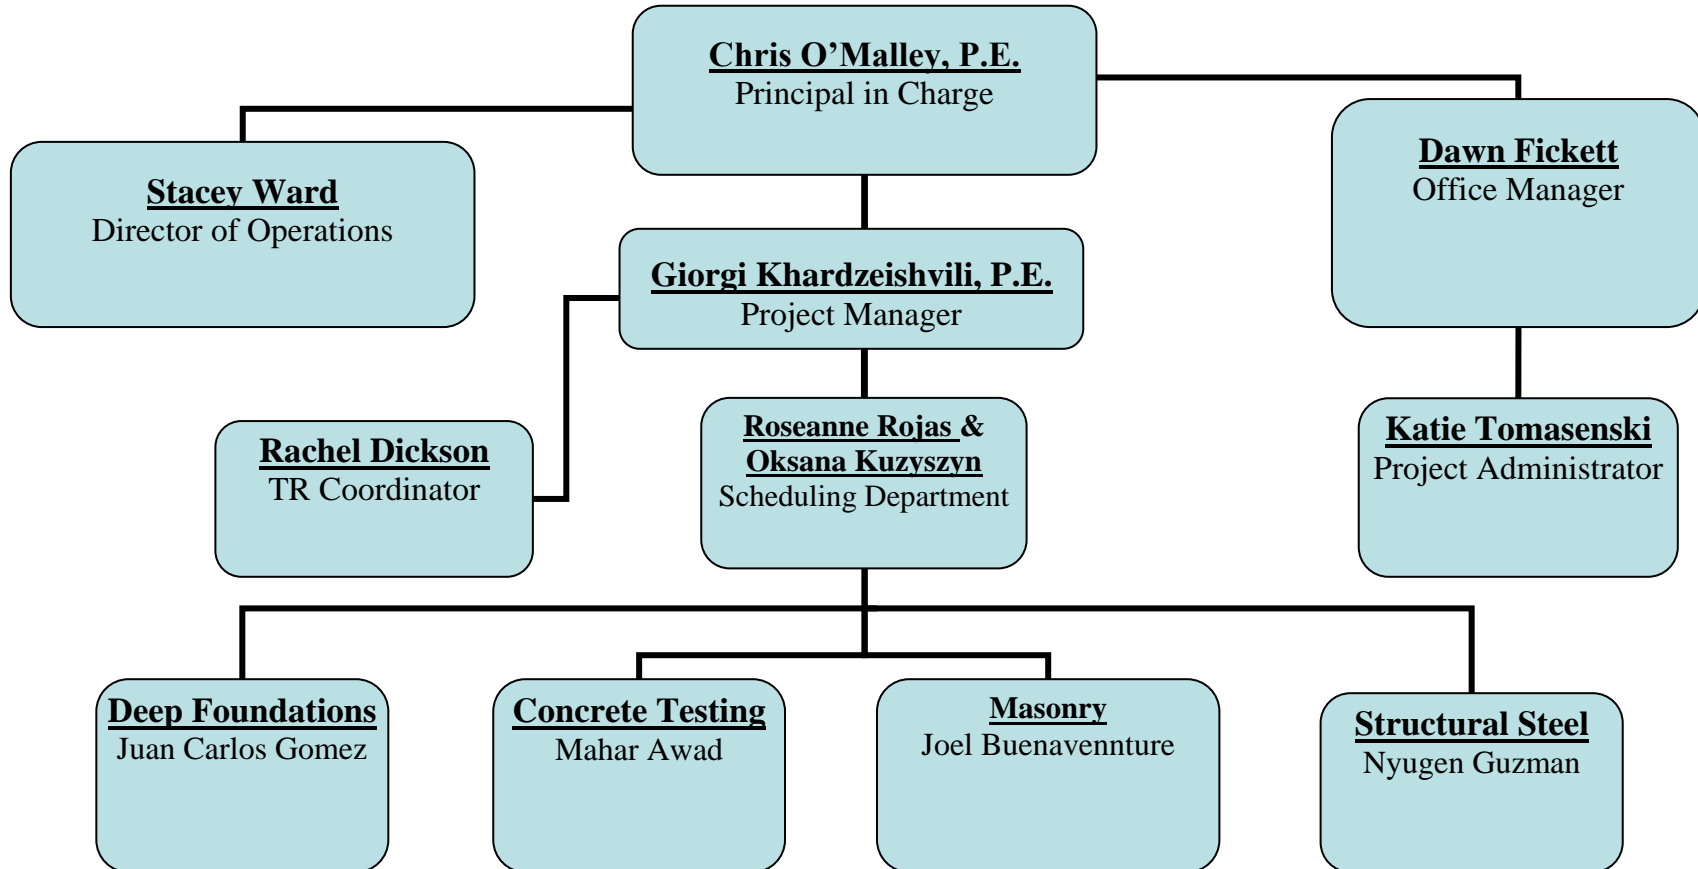 Chris O’Malley, P.E.
Principal in Charge
Stacey Ward
Director of Operations
Dawn Fickett
Office Manager
Giorgi Khardzeishvili, P.E.
Project Manager
Rachel Dickson
TR Coordinator
Roseanne Rojas &
Oksana Kuzyszyn
Scheduling Department
Katie Tomasenski
Project Administrator
Deep Foundations
Juan Carlos Gomez
Concrete Testing
Mahar Awad
Masonry
Joel Buenavennture
Structural Steel
Nyugen Guzman